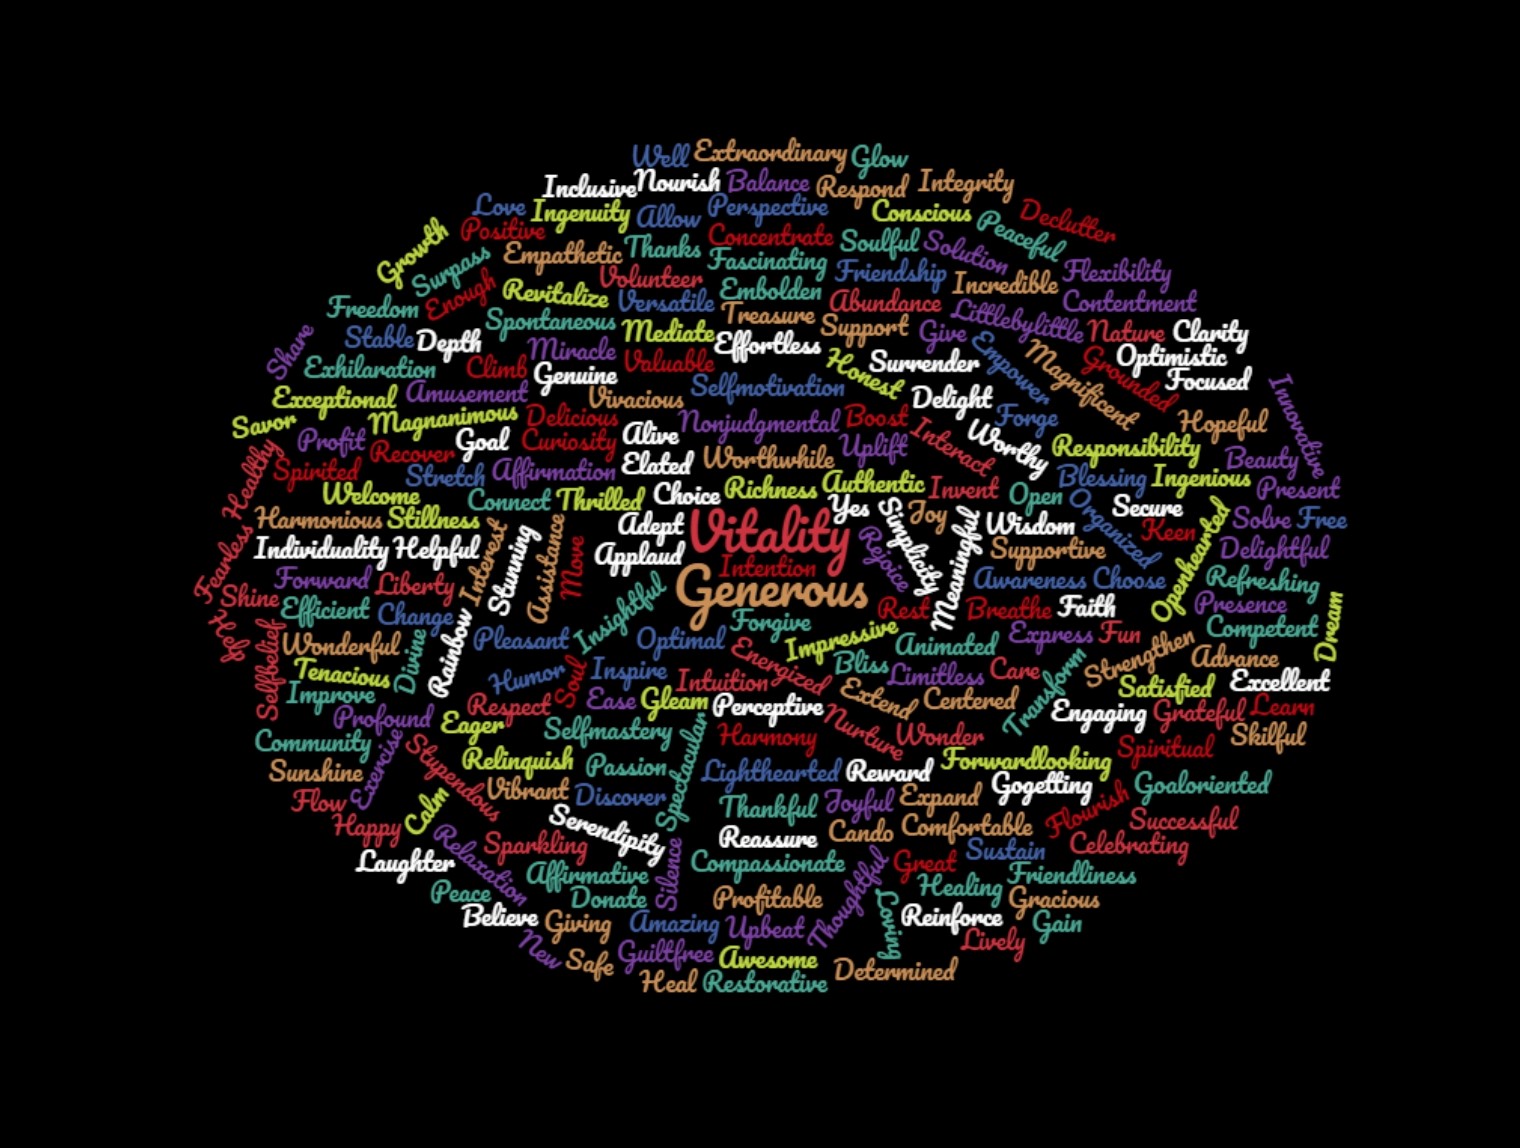 Well Extraordinary Glow
Inclusive Nourish Balance Respond Integrity
Love Ingenuity Allow Perspective Conscious Declutter
Growth Positive Empathetic Thanks Concentrate Soulful Solution Peaceful
Surpass Volunteer Fascinating Friendship Incredible Flexibility
Freedom Enough Revitalize Versatile Embolden Abundance Littlebylittle Contentment
Share Stable Depth Spontaneous Mediate Treasure Support Give Empower Nature Clarity
Exhilaration Climb Miracle Valuable Effortless Honest Surrender Magnificent Grounded Optimistic
Genuine Focused
Exceptional Amusement Vivacious Selfmotivation Delight Innovative
Savor Magnanimous Delicious Nonjudgmental Boost Forge Hopeful
Profit Recover Goal Curiosity Alive Uplift Interact Worthy Responsibility
Healthy Spirited Stretch Affirmation Elated Worthwhile Blessing Ingenious Beauty
Welcome Connect Thrilled Choice Richness Authentic Invent Open Organized Secure Present
Harmonious Stillness Interest Adept Vitality Yes Simplicity Joy Meaningful Wisdom Keen Openhearted Solve Free
Individuality Helpful Stunning Assistance Move Applaud Intention Rejoice Supportive Delightful
Fearless Forward Liberty Insightful Generous Awareness Choose Refreshing
Shine Efficient Change Rest Breathe Faith Presence
Wonderful Divine Rainbow Pleasant Optimal Forgive Impressive Animated Express Fun Competent Dream
Selfbelief Tenacious Humor Soul Inspire Energized Bliss Limitless Care Transform Strengthen Advance
Improve Respect Ease Gleam Intuition Extend Centered Satisfied Excellent
Profound Eager Perceptive Nurture Engaging Grateful Learn
Community Exercise Stupendous Selfmastery Spectacular Harmony Wonder Spiritual Skilful
Sunshine Relinquish Passion Lighthearted Reward Forwardlooking Goaloriented
Flow Calm Vibrant Discover Thankful Joyful Expand Gogetting Flourish
Happy Relaxation Sparkling Serendipity Silence Reassure Cando Comfortable Successful
Laughter Affirmative Compassionate Thoughtful Great Sustain Celebrating
Peace Donate Profitable Loving Healing Friendliness
Believe Giving Amazing Upbeat Reinforce Gracious Gain
New Safe Guiltfree Awesome Determined Lively
Heal Restorative